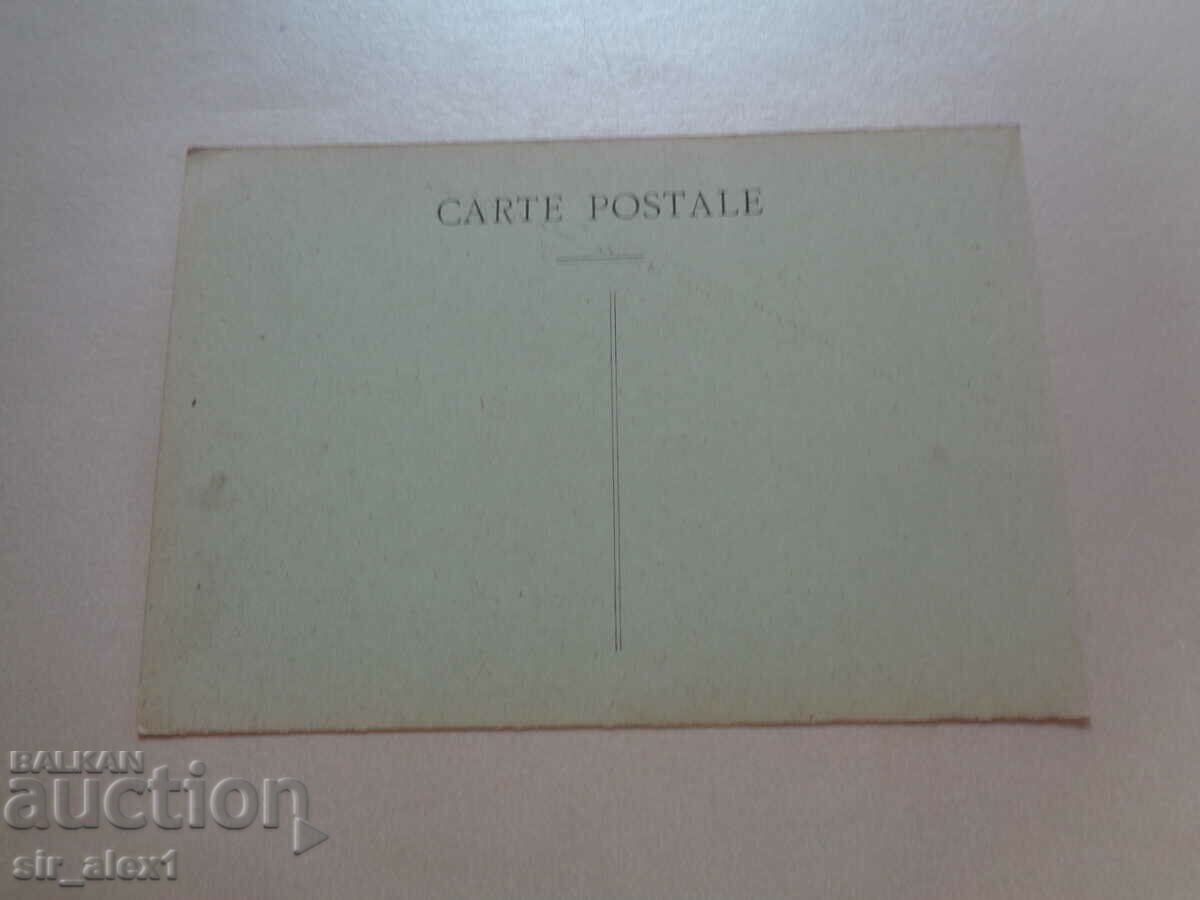 CARTE POSTALE
BALKAN
auction
sir_alex1